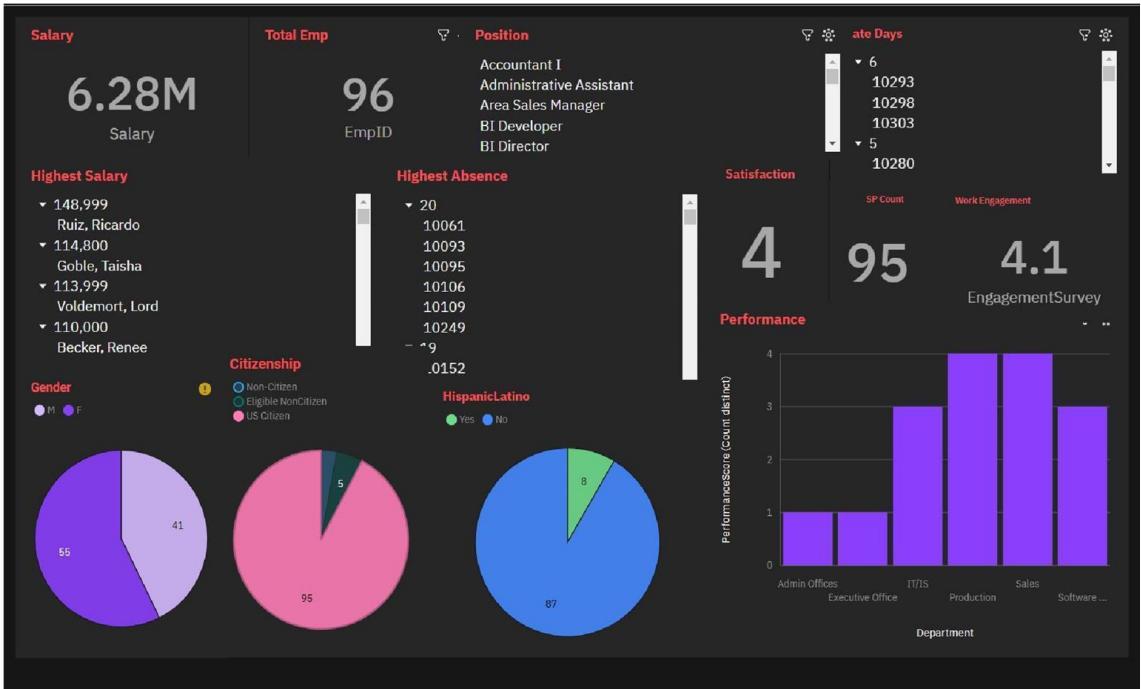 Salary
6.28M
Salary
Total Emp
96
EmpID
Position
Accountant I
Administrative Assistant
Area Sales Manager
BI Developer
BI Director
ate Days
6
10293
10298
10303
5
10280
Highest Salary
148,999
Ruiz, Ricardo
114,800
Goble, Taisha
113,999
Voldemort, Lord
110,000
Becker, Renee
Highest Absence
20
10061
10093
10095
10106
10109
10249
0152
Satisfaction
4
SP Count
95
Work Engagement
4.1
EngagementSurvey
Gender
M F
55
41
Citizenship
Non-Citizen
Eligible NonCitizen
US Citizen
5
95
HispanicLatino
Yes No
8
87
Performance
PerformanceScore (Count distinct)
4
3
2
1
0
Admin Offices
Executive Office
IT/IS
Production
Sales
Software ...
Department